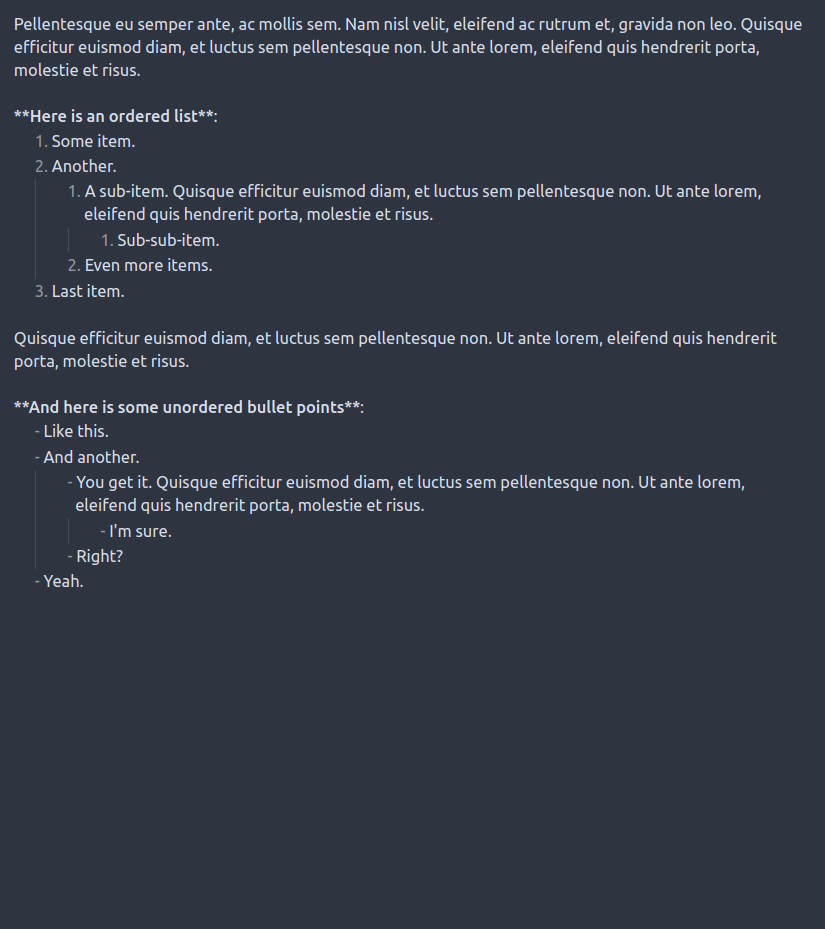 Pellentesque eu semper ante, ac mollis sem. Nam nisl velit, eleifend ac rutrum et, gravida non leo. Quisque
efficitur euismod diam, et luctus sem pellentesque non. Ut ante lorem, eleifend quis hendrerit porta,
molestie et risus.
**Here is an ordered list**:
1. Some item.
2. Another.
1. A sub-item. Quisque efficitur euismod diam, et luctus sem pellentesque non. Ut ante lorem,
eleifend quis hendrerit porta, molestie et risus.
1. Sub-sub-item.
2. Even more items.
3. Last item.
Quisque efficitur euismod diam, et luctus sem pellentesque non. Ut ante lorem, eleifend quis hendrerit
porta, molestie et risus.
**And here is some unordered bullet points**:
- Like this.
- And another.
- You get it. Quisque efficitur euismod diam, et luctus sem pellentesque non. Ut ante lorem,
eleifend quis hendrerit porta, molestie et risus.
- I'm sure.
- Right?
- Yeah.